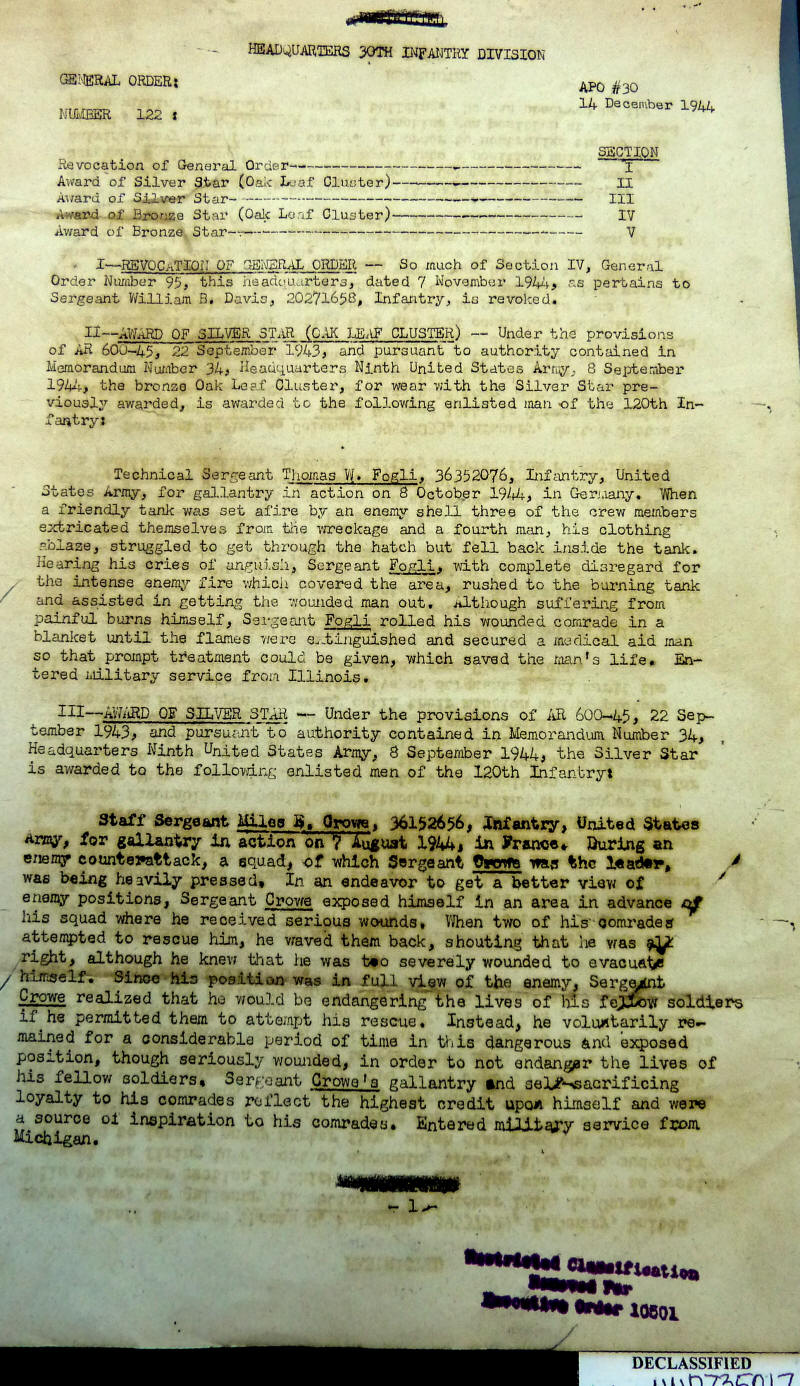 HEADQUARTERS 30TH INFANTRY DIVISION
GENERAL ORDER:
APO #30
14 December 1944
NUMBER 122 :
SECTION
Revocation of General Order------------------------------ I
Award of Silver Star (Oak Leaf Cluster)-------------------- II
Award of Silver Star------------------------------------ III
Award of Bronze Star (Oak Leaf Cluster)-------------------- IV
Award of Bronze Star------------------------------------ V
I--REVOCATION OF GENERAL ORDER -- So much of Section IV, General
Order Number 95, this headquarters, dated 7 November 1944, as pertains to
Sergeant William B. Davis, 20271658, Infantry, is revoked.
II--AWARD OF SILVER STAR (OAK LEAF CLUSTER) -- Under the provisions
of AR 600-45, 22 September 1943, and pursuant to authority contained in
Memorandum Number 34, Headquarters Ninth United States Army, 8 September
1944, the bronze Oak Leaf Cluster, for wear with the Silver Star pre-
viously awarded, is awarded to the following enlisted man of the 120th In-
fantry:
Technical Sergeant Thomas W. Fogli, 36352076, Infantry, United
States Army, for gallantry in action on 8 October 1944, in Germany. When
a friendly tank was set afire by an enemy shell three of the crew members
extricated themselves from the wreckage and a fourth man, his clothing
ablaze, struggled to get through the hatch but fell back inside the tank.
Hearing his cries of anguish, Sergeant Fogli, with complete disregard for
the intense enemy fire which covered the area, rushed to the burning tank
and assisted in getting the wounded man out. Although suffering from
painful burns himself, Sergeant Fogli rolled his wounded comrade in a
blanket until the flames were extinguished and secured a medical aid man
so that prompt treatment could be given, which saved the man's life. En-
tered military service from Illinois.
III--AWARD OF SILVER STAR -- Under the provisions of AR 600-45, 22 Sep-
tember 1943, and pursuant to authority contained in Memorandum Number 34,
Headquarters Ninth United States Army, 8 September 1944, the Silver Star
is awarded to the following enlisted men of the 120th Infantry:
Staff Sergeant Miles B. Crowe, 36152656, Infantry, United States
Army, for gallantry in action on 7 August 1944, in France. During an
enemy counterattack, a squad, of which Sergeant Crowe was the leader,
was being heavily pressed. In an endeavor to get a better view of
enemy positions, Sergeant Crowe exposed himself in an area in advance of
his squad where he received serious wounds. When two of his comrades
attempted to rescue him, he waved them back, shouting that he was all
right, although he knew that he was too severely wounded to evacuate
himself. Since his position was in full view of the enemy, Sergeant
Crowe realized that he would be endangering the lives of his fellow soldiers
if he permitted them to attempt his rescue. Instead, he voluntarily re-
mained for a considerable period of time in this dangerous and exposed
position, though seriously wounded, in order to not endanger the lives of
his fellow soldiers. Sergeant Crowe's gallantry and self-sacrificing
loyalty to his comrades reflect the highest credit upon himself and were
a source of inspiration to his comrades. Entered military service from
Michigan.
- 1 -
Restricted Classification
Removed Per
Executive Order 10501
DECLASSIFIED